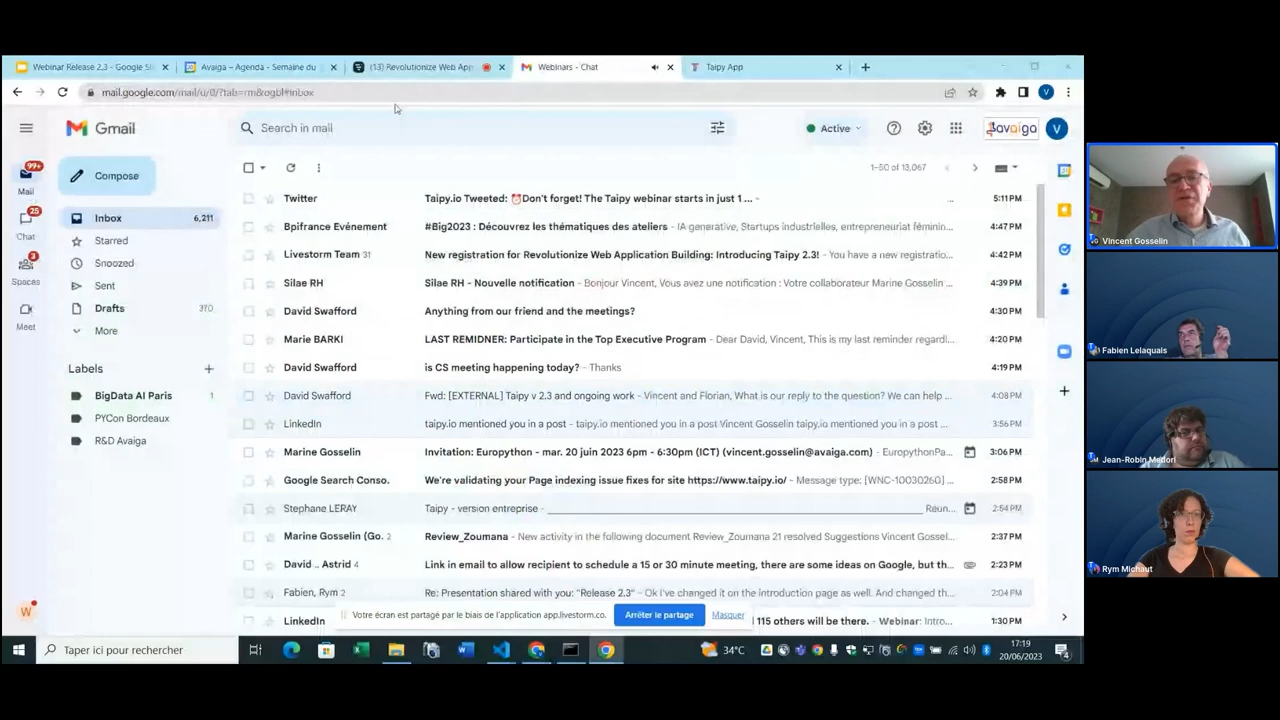 Webinar Release 2.3 - Google Sli
Avaiga – Agenda - Semaine du
(13) Revolutionize Web App
Webinars - Chat
Taipy App
mail.google.com/mail/u/0/?tab=rm&ogbl#inbox
Gmail
Search in mail
Active
avaiga
V
V
99+
Mail
25
Chat
3
Spaces
Meet
Compose
Inbox 6,211
Starred
Snoozed
Sent
Drafts 370
More
Labels
BigData AI Paris 1
PYCon Bordeaux
R&D Avaiga
1–50 of 13,067
Twitter Taipy.io Tweeted: ⏰Don't forget! The Taipy webinar starts in just 1 ... - ... 5:11 PM
Bpifrance Evénement #Big2023 : Découvrez les thématiques des ateliers - IA generative, Startups industrielles, entrepreneuriat féminin... 4:47 PM
Livestorm Team 31 New registration for Revolutionize Web Application Building: Introducing Taipy 2.3! - You have a new registratio... 4:42 PM
Silae RH Silae RH - Nouvelle notification - Bonjour Vincent, Vous avez une notification : Votre collaborateur Marine Gosselin ... 4:39 PM
David Swafford Anything from our friend and the meetings? 4:30 PM
Marie BARKI LAST REMIDNER: Participate in the Top Executive Program - Dear David, Vincent, This is my last reminder regardi... 4:20 PM
David Swafford is CS meeting happening today? - Thanks 4:19 PM
David Swafford Fwd: [EXTERNAL] Taipy v 2.3 and ongoing work - Vincent and Florian, What is our reply to the question? We can help ... 4:08 PM
LinkedIn taipy.io mentioned you in a post - taipy.io mentioned you in a post Vincent Gosselin taipy.io mentioned you in a post ... 3:56 PM
Marine Gosselin Invitation: Europython - mar. 20 juin 2023 6pm - 6:30pm (ICT) (vincent.gosselin@avaiga.com) - EuropythonPa... 3:06 PM
Google Search Conso. We're validating your Page indexing issue fixes for site https://www.taipy.io/ - Message type: [WNC-10030260] ... 2:58 PM
Stephane LERAY Taipy - version entreprise - Réun... 2:54 PM
Marine Gosselin (Go. 2 Review_Zoumana - New activity in the following document Review_Zoumana 21 resolved Suggestions Vincent Gossel... 2:37 PM
David .. Astrid 4 Link in email to allow recipient to schedule a 15 or 30 minute meeting, there are some ideas on Google, but th... 2:23 PM
Fabien, Rym 2 Re: Presentation shared with you: "Release 2.3" - Ok I've changed it on the introduction page as well. And changed th... 2:04 PM
LinkedIn 115 others will be there. - Webinar: Intro... 1:30 PM
Votre écran est partagé par le biais de l'application app.livestorm.co. Arrêter le partage Masquer
Taper ici pour rechercher
34°C
17:19
20/06/2023
4
Vincent Gosselin
Fabien Lelaquais
Jean-Robin Medori
Rym Michaut